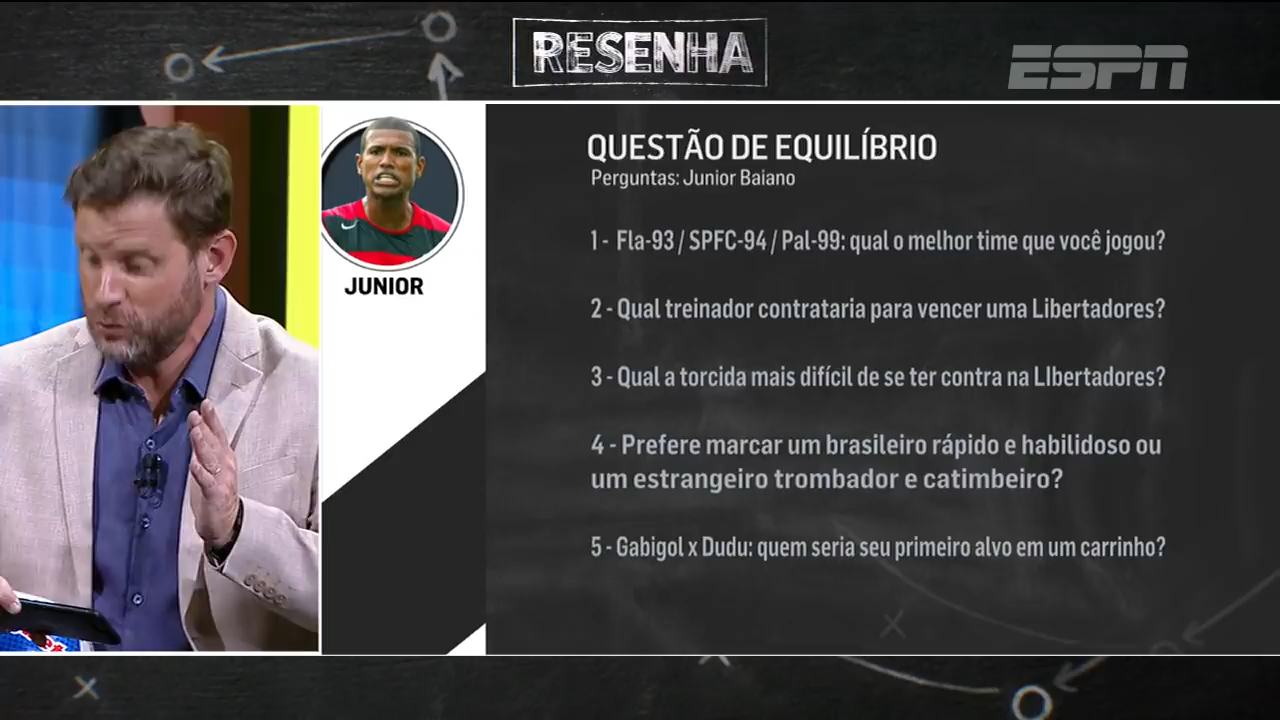 RESENHA
ESPN
QUESTÃO DE EQUILÍBRIO
Perguntas: Junior Baiano
JUNIOR
1 - Fla-93 / SPFC-94 / Pal-99: qual o melhor time que você jogou?
2 - Qual treinador contrataria para vencer uma Libertadores?
3 - Qual a torcida mais difícil de se ter contra na LIbertadores?
4 - Prefere marcar um brasileiro rápido e habilidoso ou
um estrangeiro trombador e catimbeiro?
5 - Gabigol x Dudu: quem seria seu primeiro alvo em um carrinho?